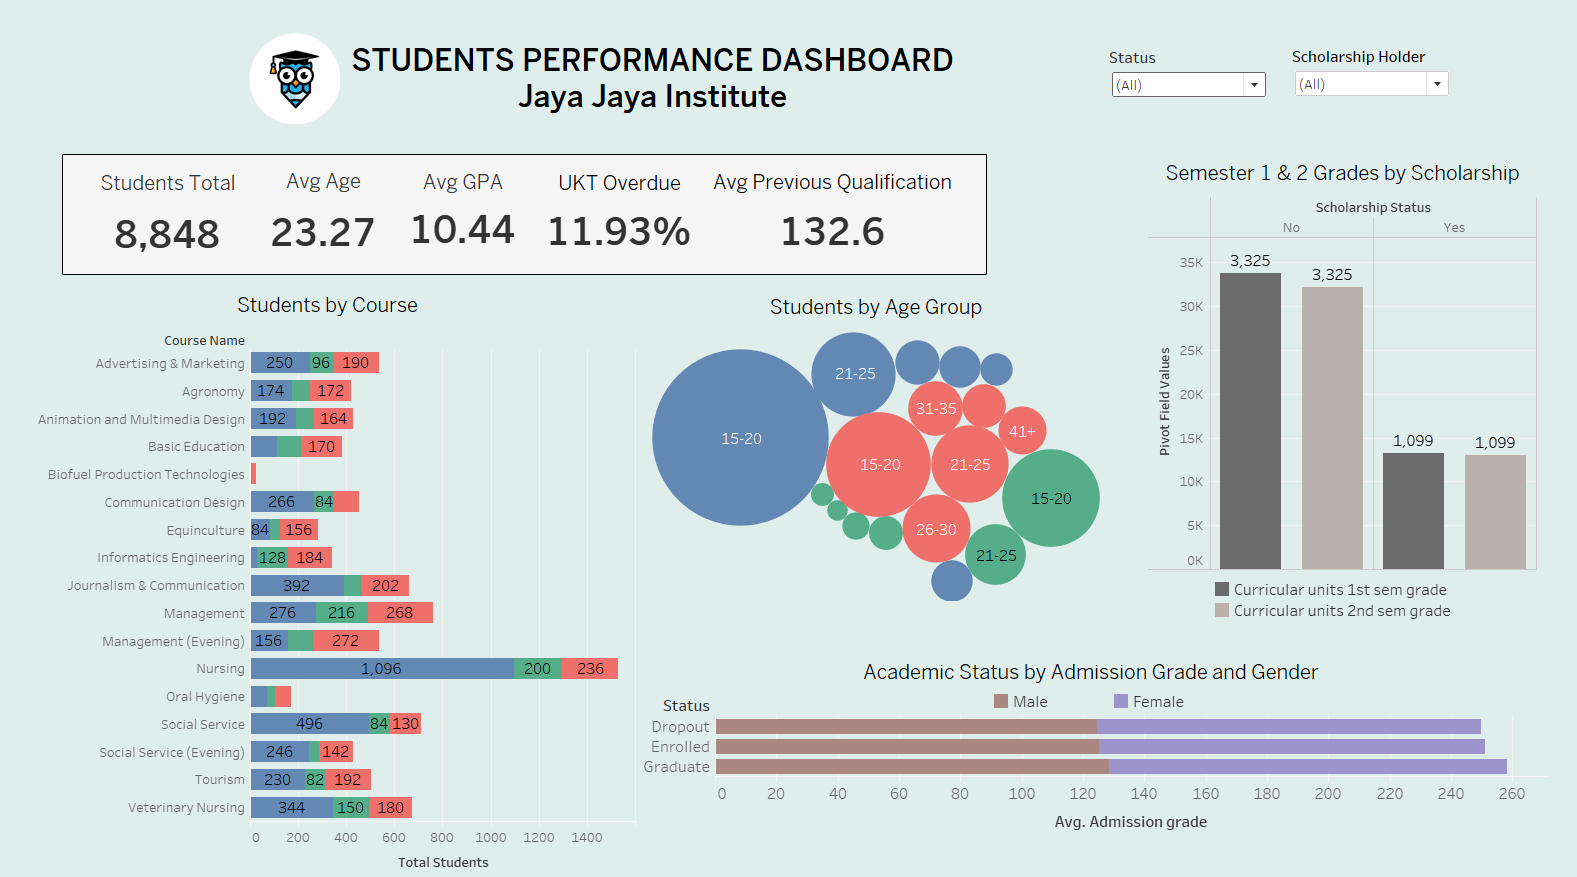 STUDENTS PERFORMANCE DASHBOARD
Jaya Jaya Institute
Status
(All)
Scholarship Holder
(All)
Students Total
8,848
Avg Age
23.27
Avg GPA
10.44
UKT Overdue
11.93%
Avg Previous Qualification
132.6
Students by Course
Course Name
Advertising & Marketing 250 96 190
Agronomy 174 172
Animation and Multimedia Design 192 164
Basic Education 170
Biofuel Production Technologies
Communication Design 266 84
Equinculture 84 156
Informatics Engineering 128 184
Journalism & Communication 392 202
Management 276 216 268
Management (Evening) 156 272
Nursing 1,096 200 236
Oral Hygiene
Social Service 496 84 130
Social Service (Evening) 246 142
Tourism 230 82 192
Veterinary Nursing 344 150 180
0 200 400 600 800 1000 1200 1400
Total Students
Students by Age Group
21-25
31-35
41+
15-20
15-20
21-25
15-20
26-30
21-25
Semester 1 & 2 Grades by Scholarship
Scholarship Status
No Yes
35K
30K
25K
20K
15K
10K
5K
0K
Pivot Field Values
3,325
3,325
1,099
1,099
Curricular units 1st sem grade
Curricular units 2nd sem grade
Academic Status by Admission Grade and Gender
Status
Male Female
Dropout
Enrolled
Graduate
0 20 40 60 80 100 120 140 160 180 200 220 240 260
Avg. Admission grade